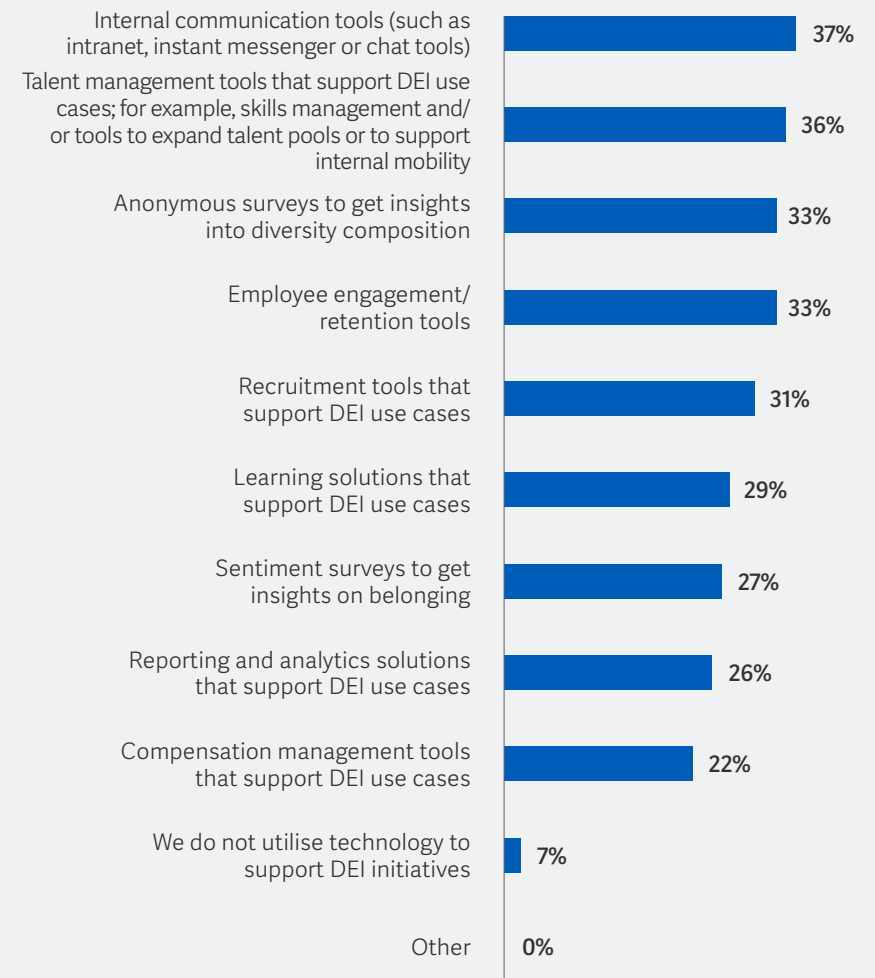 Internal communication tools (such as
intranet, instant messenger or chat tools)
37%
Talent management tools that support DEI use
cases; for example, skills management and/
or tools to expand talent pools or to support
internal mobility
36%
Anonymous surveys to get insights
into diversity composition
33%
Employee engagement/
retention tools
33%
Recruitment tools that
support DEI use cases
31%
Learning solutions that
support DEI use cases
29%
Sentiment surveys to get
insights on belonging
27%
Reporting and analytics solutions
that support DEI use cases
26%
Compensation management tools
that support DEI use cases
22%
We do not utilise technology to
support DEI initiatives
7%
Other
0%